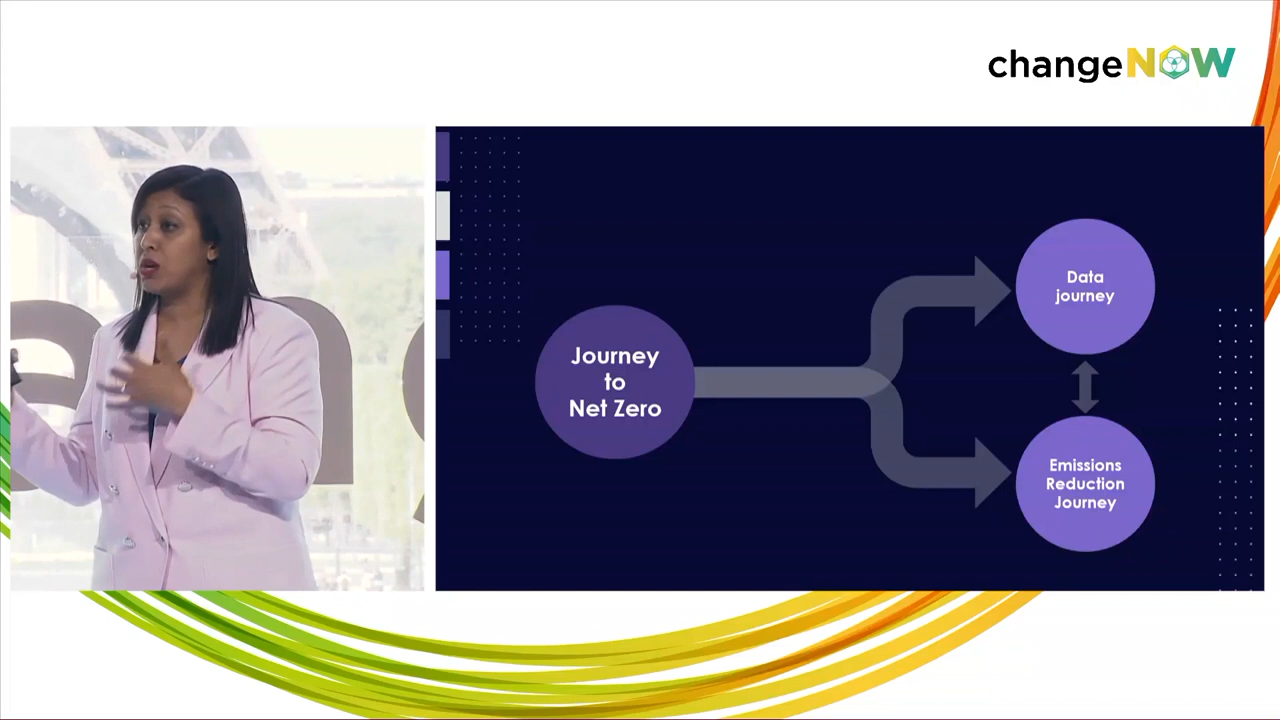 changeNOW
Journey
to
Net Zero
Data
journey
Emissions
Reduction
Journey